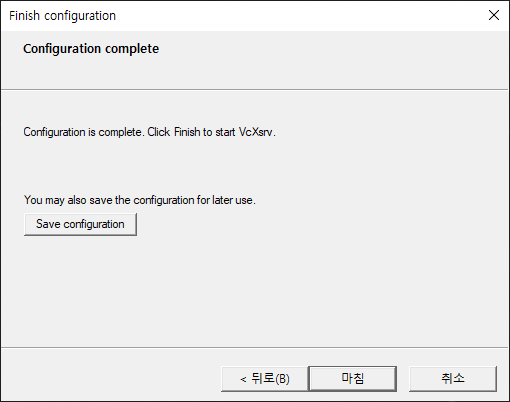 Finish configuration
Configuration complete
Configuration is complete. Click Finish to start VcXsrv.
You may also save the configuration for later use.
Save configuration
< 뒤로(B) 마침 취소